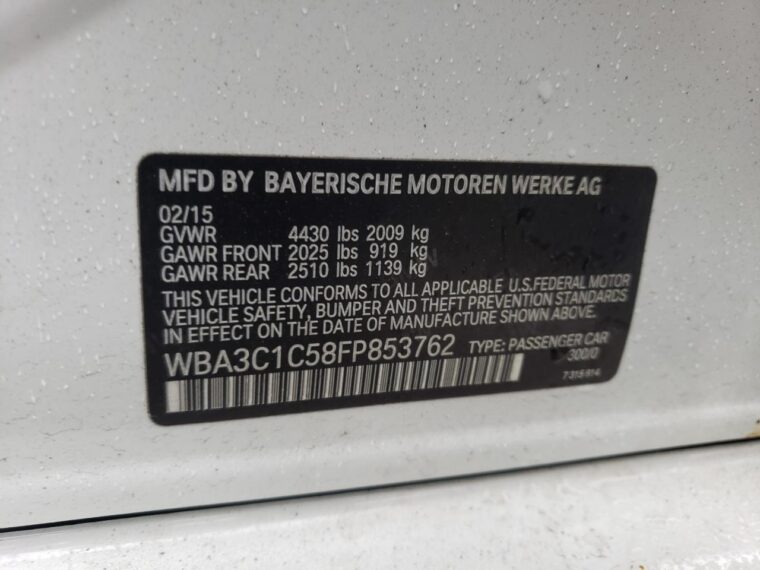 MFD BY BAYERISCHE MOTOREN WERKE AG
02/15
GVWR 4430 lbs 2009 kg
GAWR FRONT 2025 lbs 919 kg
GAWR REAR 2510 lbs 1139 kg
THIS VEHICLE CONFORMS TO ALL APPLICABLE U.S.FEDERAL MOTOR
VEHICLE SAFETY, BUMPER AND THEFT PREVENTION STANDARDS
IN EFFECT ON THE DATE OF MANUFACTURE SHOWN ABOVE.
WBA3C1C58FP853762 TYPE: PASSENGER CAR
300/0